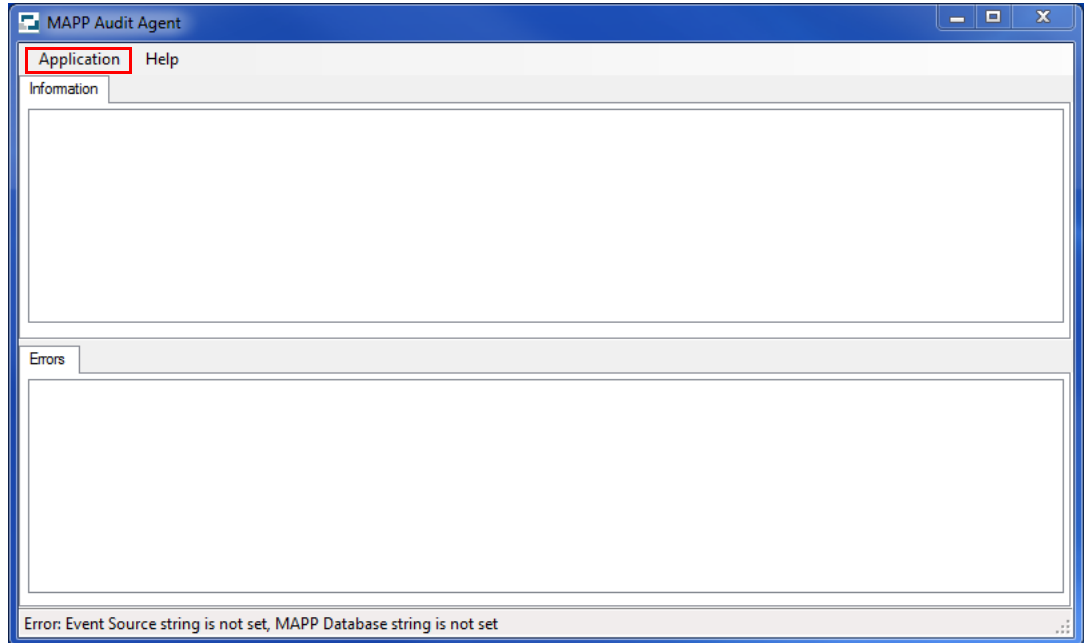 MAPP Audit Agent
Application Help
Information
Errors
Error: Event Source string is not set, MAPP Database string is not set